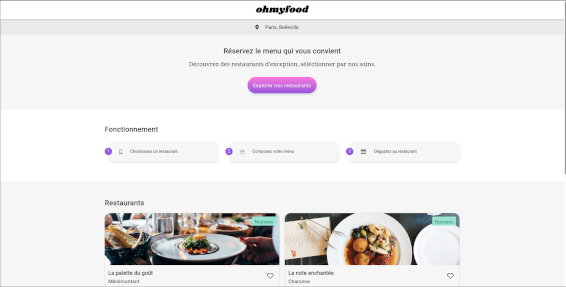 ohmyfood
Paris, Belleville
Réservez le menu qui vous convient
Découvrez des restaurants d'exception, séléctionner par nos soins.
Explorer nos restaurants
Fonctionnement
1 Choisissez un restaurant
2 Composez votre menu
3 Dégustez au restaurant
Restaurants
Nouveau
Nouveau
La palette du goût
La note enchantée
Ménilmontant
Charonne